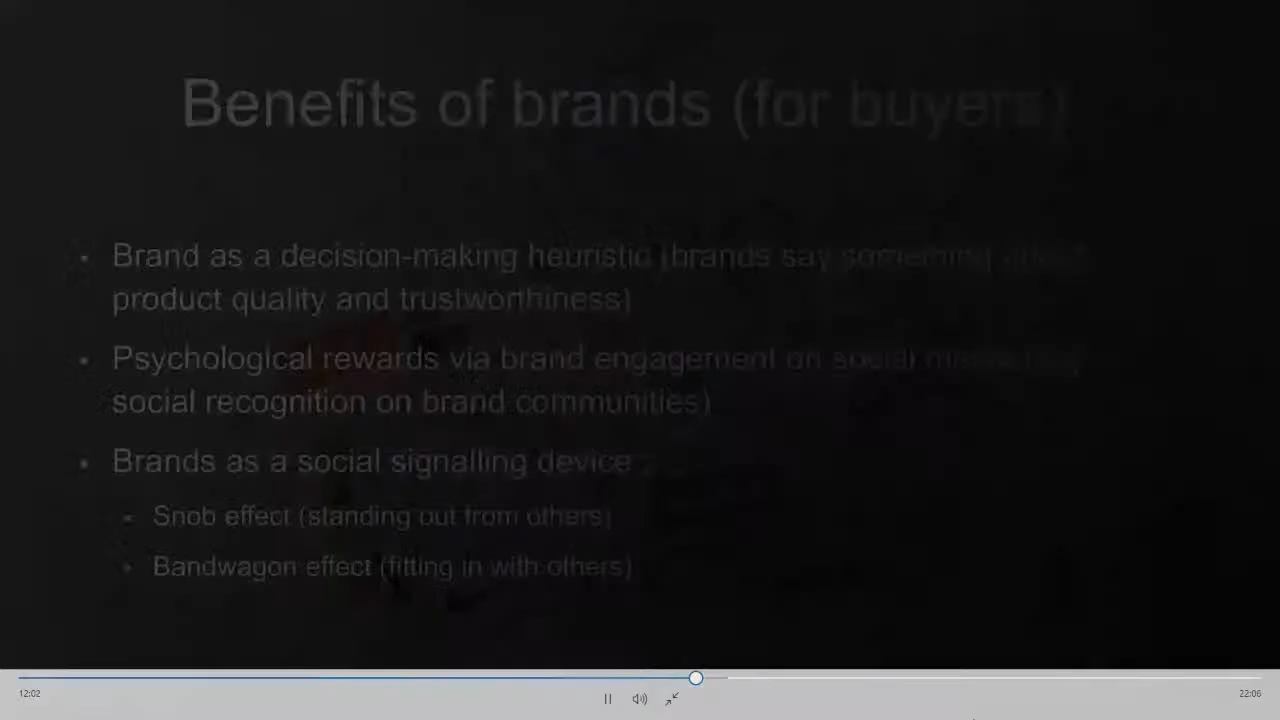 Benefits of brands (for buyers)
Brand as a decision-making heuristic (brands say something about
product quality and trustworthiness)
Psychological rewards via brand engagement on social
social recognition on brand communities)
Brands as a social signalling device
Snob effect (standing out from others)
Bandwagon effect (fitting in with others)
12:02
22:06